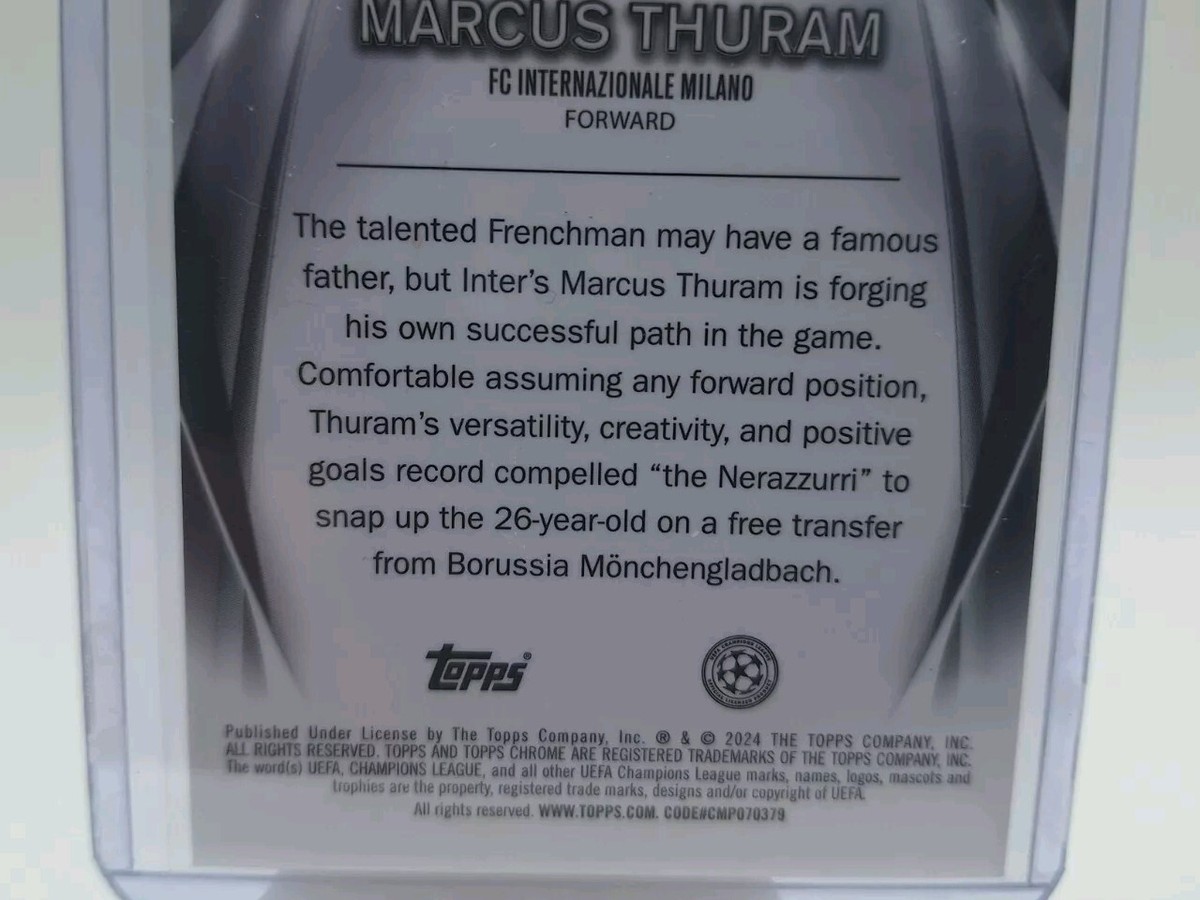 MARCUS THURAM
FC INTERNAZIONALE MILANO
FORWARD
The talented Frenchman may have a famous
father, but Inter's Marcus Thuram is forging
his own successful path in the game.
Comfortable assuming any forward position,
Thuram's versatility, creativity, and positive
goals record compelled “the Nerazzurri” to
snap up the 26-year-old on a free transfer
from Borussia Mönchengladbach.
topps®
Published Under License by The Topps Company, Inc. ® & © 2024 THE TOPPS COMPANY, INC.
ALL RIGHTS RESERVED. TOPPS AND TOPPS CHROME ARE REGISTERED TRADEMARKS OF THE TOPPS COMPANY, INC.
The word(s) UEFA, CHAMPIONS LEAGUE, and all other UEFA Champions League marks, names, logos, mascots and
trophies are the property, registered trade marks, designs and/or copyright of UEFA.
All rights reserved. WWW.TOPPS.COM. CODE#CMP070379